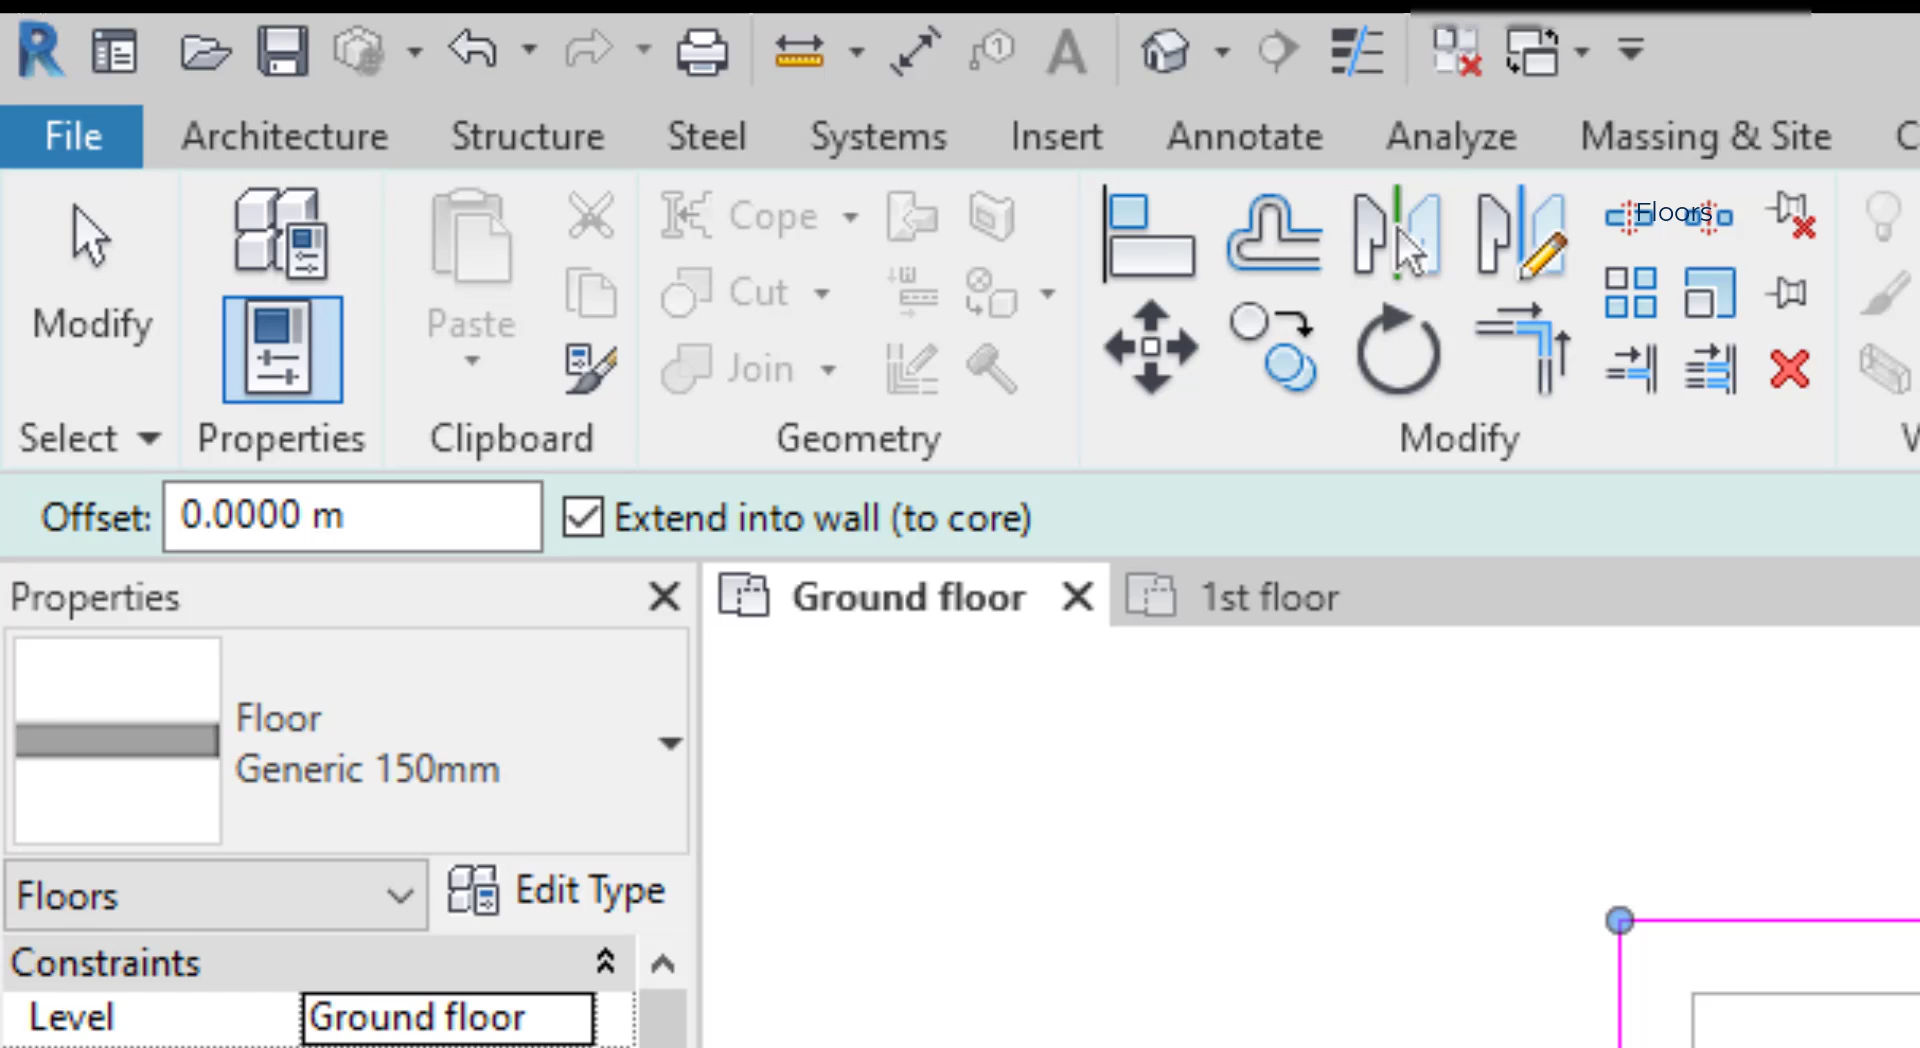 File Architecture Structure Steel Systems Insert Annotate Analyze Massing & Site
Floors
Modify
Paste
Cope
Cut
Join
Select Properties Clipboard Geometry Modify
Offset: 0.0000 m Extend into wall (to core)
Properties
Ground floor 1st floor
Floor
Generic 150mm
Floors
Edit Type
Constraints
Level Ground floor